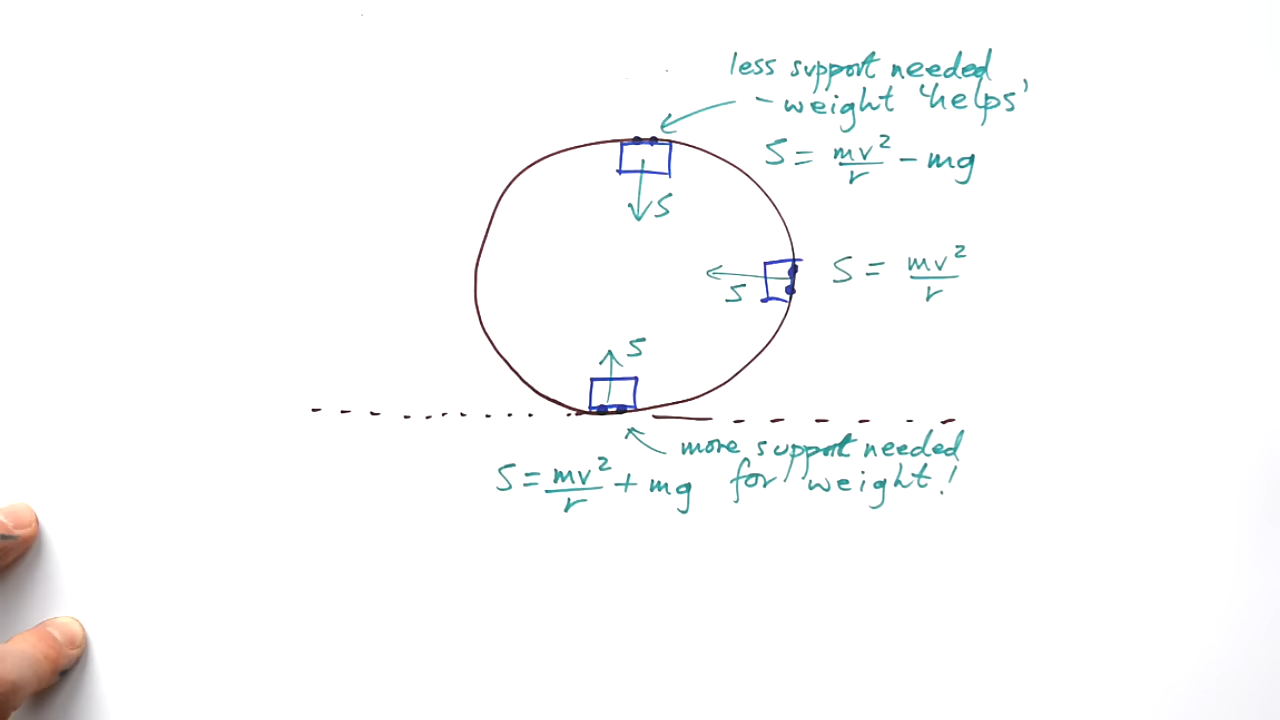 less support needed
- weight 'helps'
S = mv²/r - mg
S
S = mv²/r
S
S
more support needed
for weight!
S = mv²/r + mg